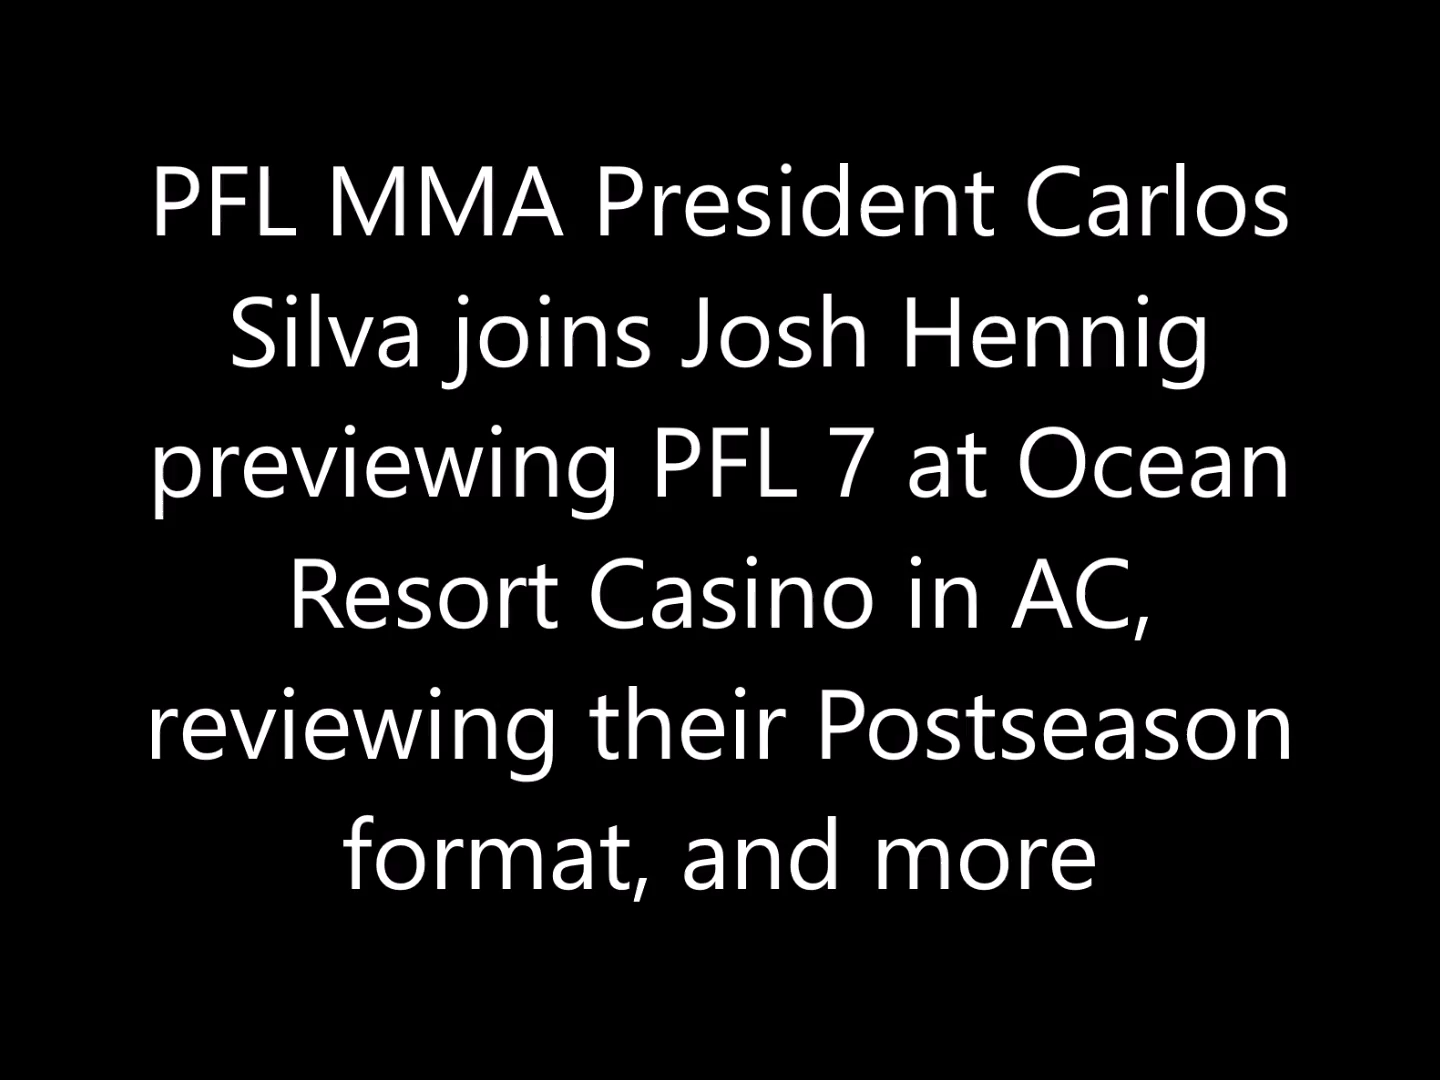 PFL MMA President Carlos
Silva joins Josh Hennig
previewing PFL 7 at Ocean
Resort Casino in AC,
reviewing their Postseason
format, and more